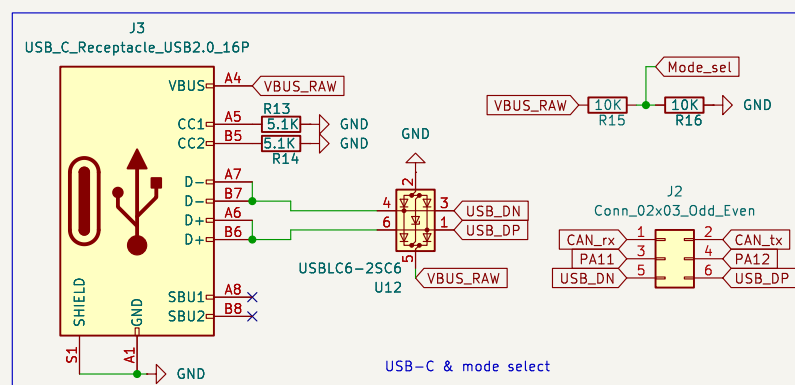 J3
USB_C_Receptacle_USB2.0_16P
VBUS
A4
VBUS_RAW
CC1
A5
R13
5.1K
GND
CC2
B5
5.1K
GND
R14
D-
A7
D-
B7
D+
A6
D+
B6
SBU1
A8
SBU2
B8
SHIELD
GND
S1
A1
GND
GND
2
4
3
USB_DN
6
1
USB_DP
5
USBLC6-2SC6
U12
VBUS_RAW
Mode_sel
VBUS_RAW
10K
10K
GND
R15
R16
J2
Conn_02x03_Odd_Even
CAN_rx
1
2
CAN_tx
PA11
3
4
PA12
USB_DN
5
6
USB_DP
USB-C & mode select